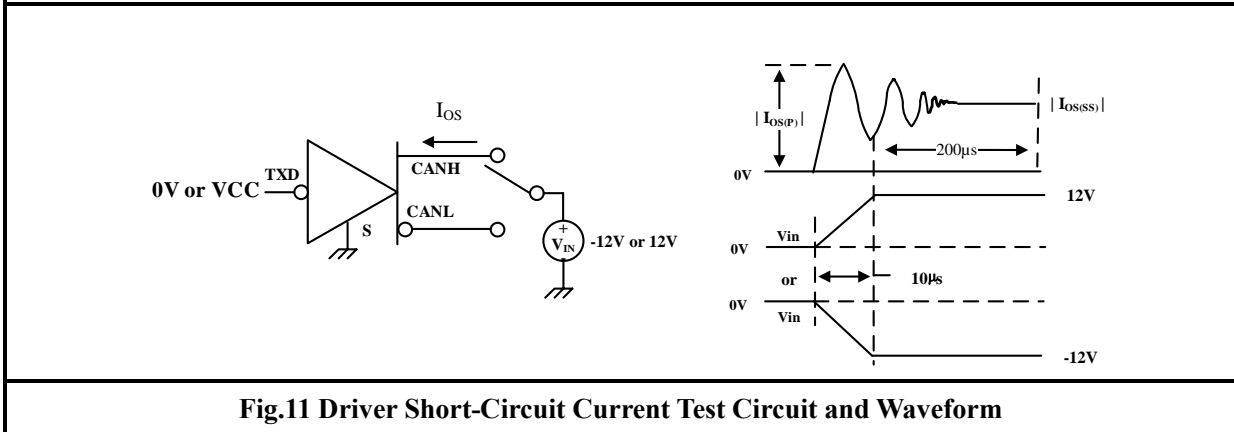 I_OS
CANH
0V or VCC
TXD
CANL
S
+
V_IN
-
-12V or 12V
| I_OS(P) |
| I_OS(SS) |
200μs
0V
12V
Vin
0V
or
10μs
0V
Vin
-12V
Fig.11 Driver Short-Circuit Current Test Circuit and Waveform